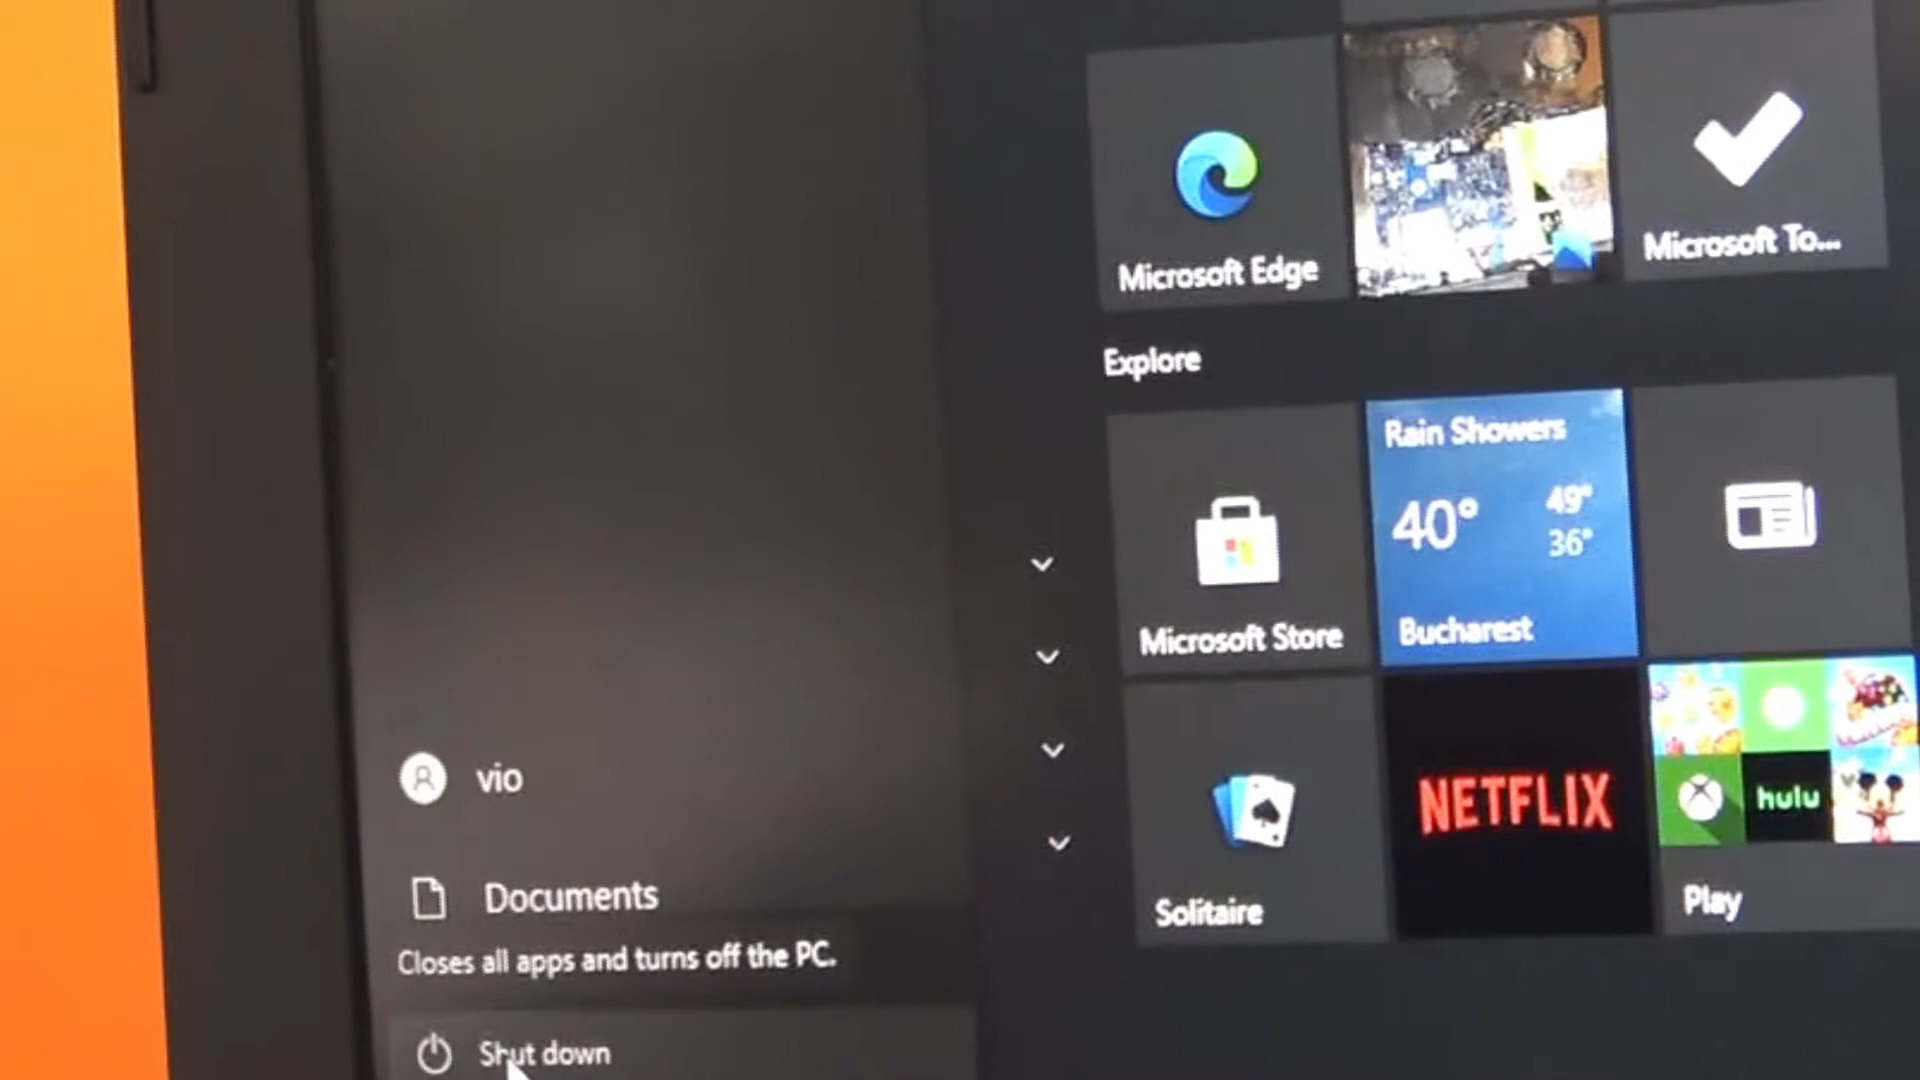 Microsoft Edge
Microsoft To...
Explore
Rain Showers
40°
49°
36°
Bucharest
Microsoft Store
Solitaire
NETFLIX
hulu
Play
vio
Documents
Closes all apps and turns off the PC.
Shut down